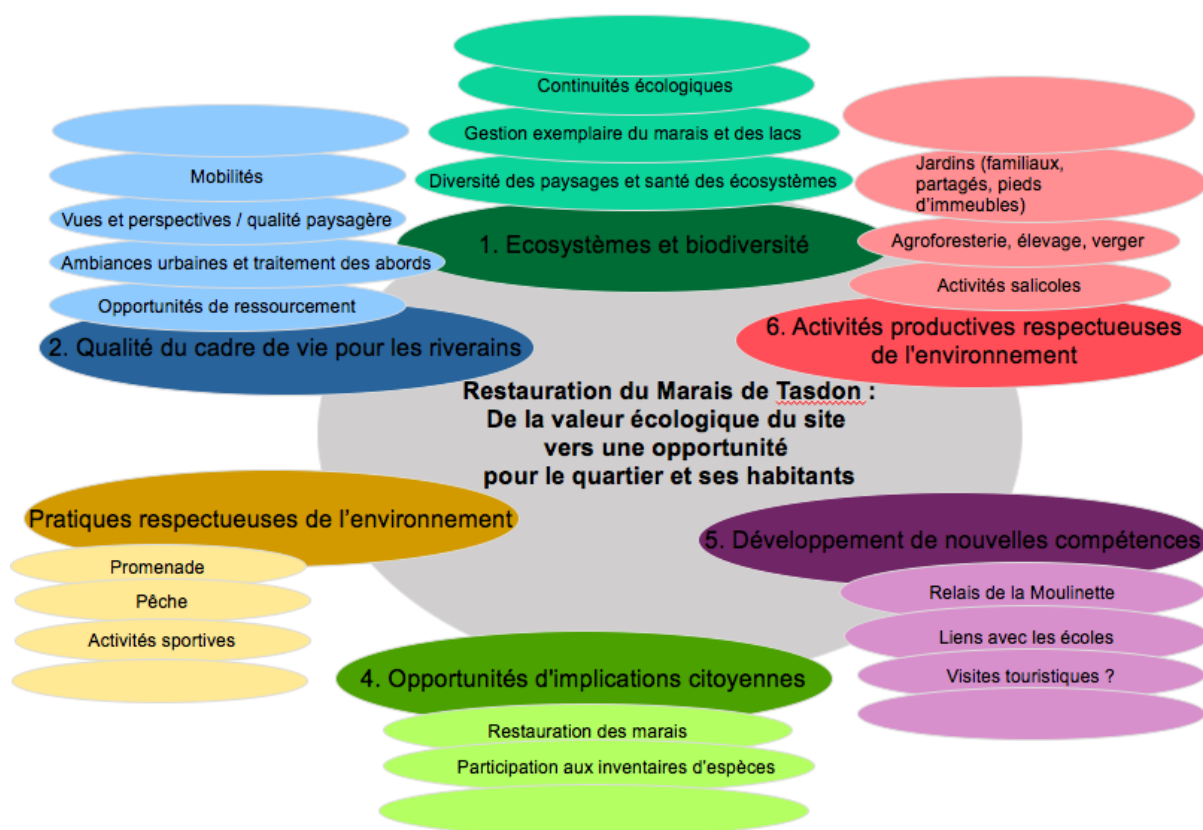 Continuités écologiques
Gestion exemplaire du marais et des lacs
Diversité des paysages et santé des écosystèmes
1. Ecosystèmes et biodiversité
Mobilités
Vues et perspectives / qualité paysagère
Ambiances urbaines et traitement des abords
Opportunités de ressourcement
2. Qualité du cadre de vie pour les riverains
Jardins (familiaux,
partagés, pieds
d'immeubles)
Agroforesterie, élevage, verger
Activités salicoles
6. Activités productives respectueuses
de l'environnement
Restauration du Marais de Tasdon :
De la valeur écologique du site
vers une opportunité
pour le quartier et ses habitants
Pratiques respectueuses de l'environnement
Promenade
Pêche
Activités sportives
5. Développement de nouvelles compétences
Relais de la Moulinette
Liens avec les écoles
Visites touristiques ?
4. Opportunités d'implications citoyennes
Restauration des marais
Participation aux inventaires d'espèces